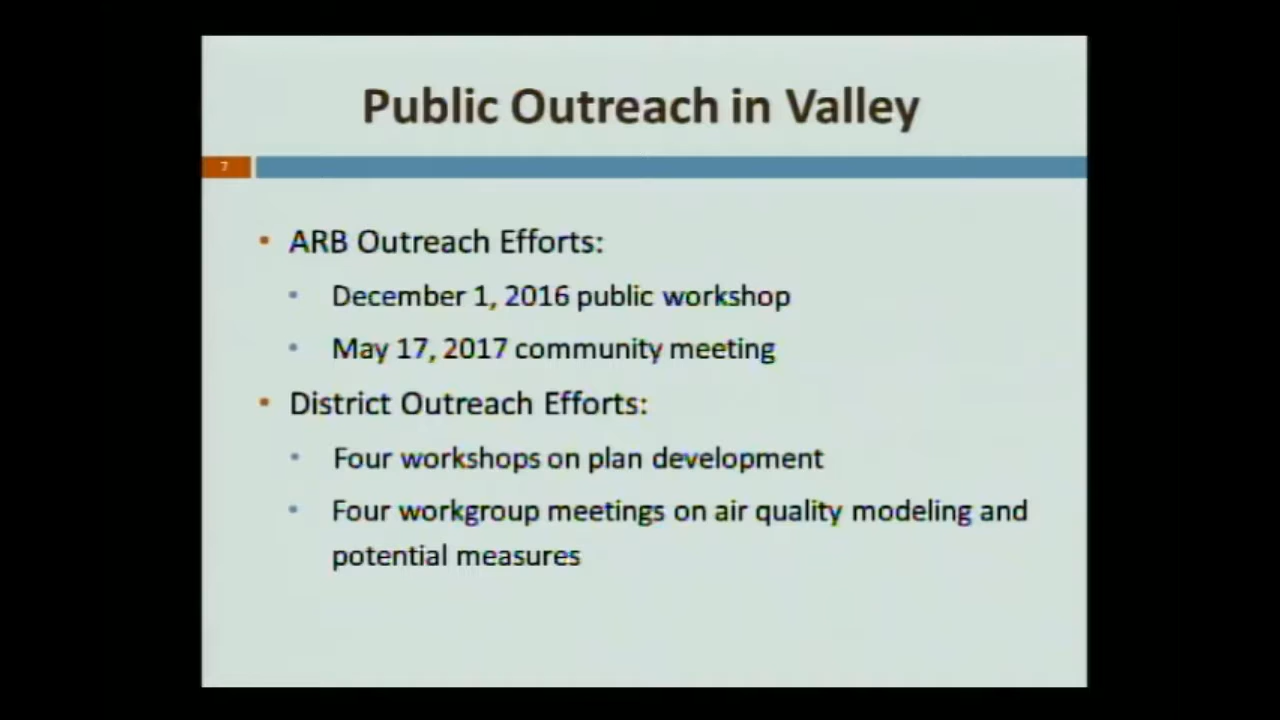 Public Outreach in Valley
7
• ARB Outreach Efforts:
• December 1, 2016 public workshop
• May 17, 2017 community meeting
• District Outreach Efforts:
• Four workshops on plan development
• Four workgroup meetings on air quality modeling and
potential measures